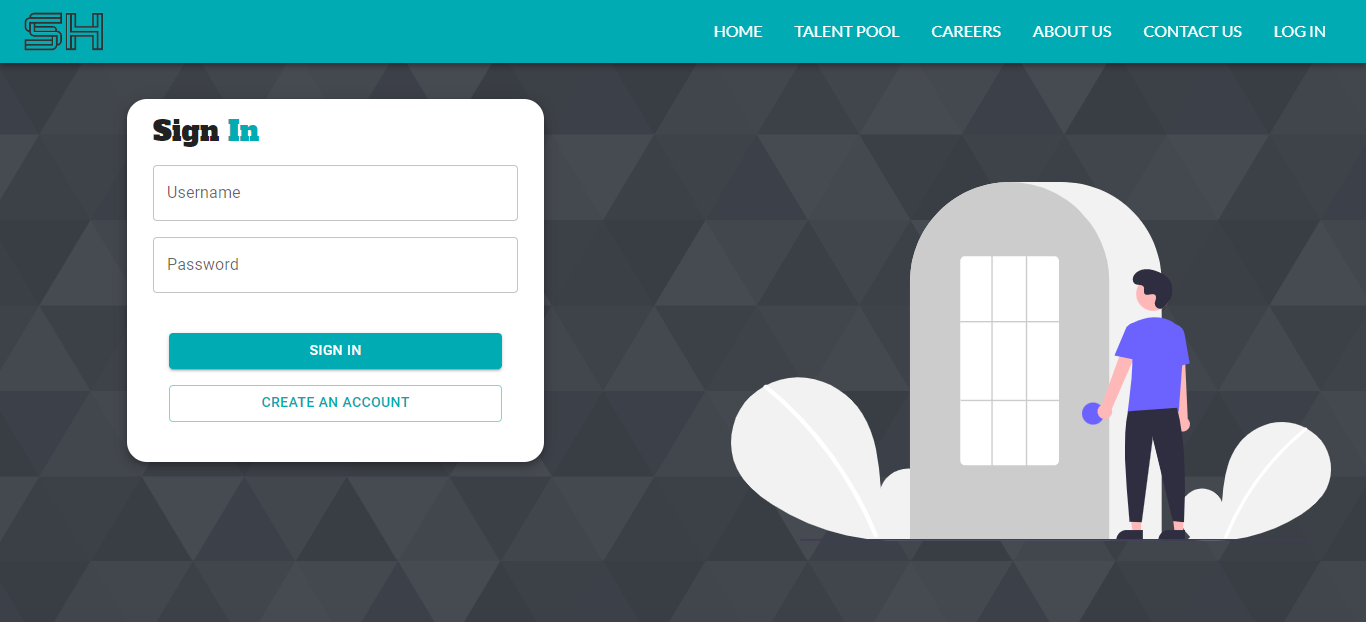 SH
HOME TALENT POOL CAREERS ABOUT US CONTACT US LOG IN
Sign In
Username
Password
SIGN IN
CREATE AN ACCOUNT